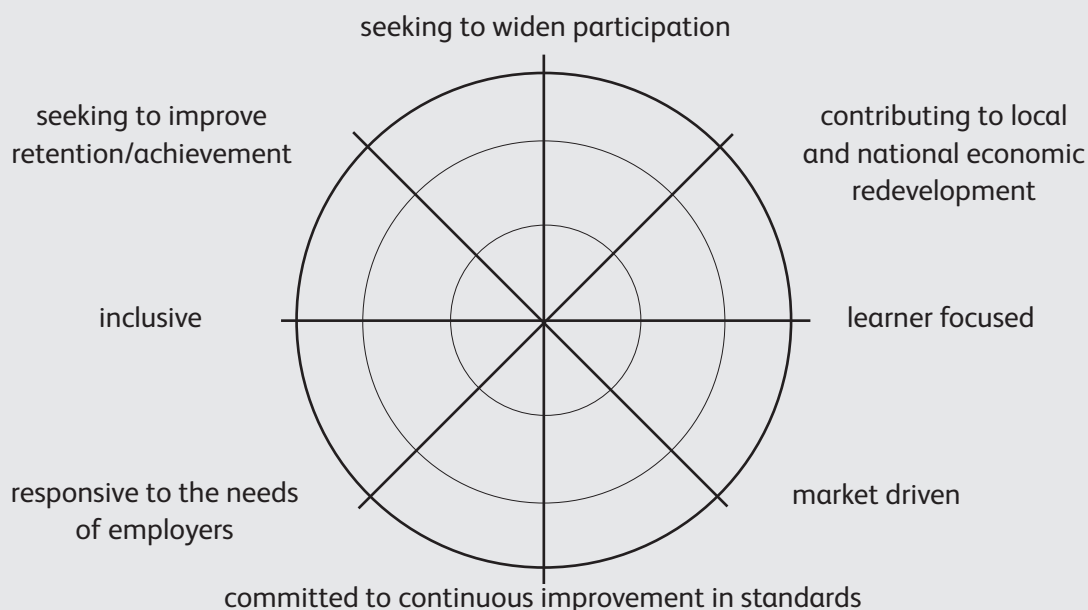 seeking to widen participation
seeking to improve
retention/achievement
contributing to local
and national economic
redevelopment
inclusive
learner focused
responsive to the needs
of employers
market driven
committed to continuous improvement in standards